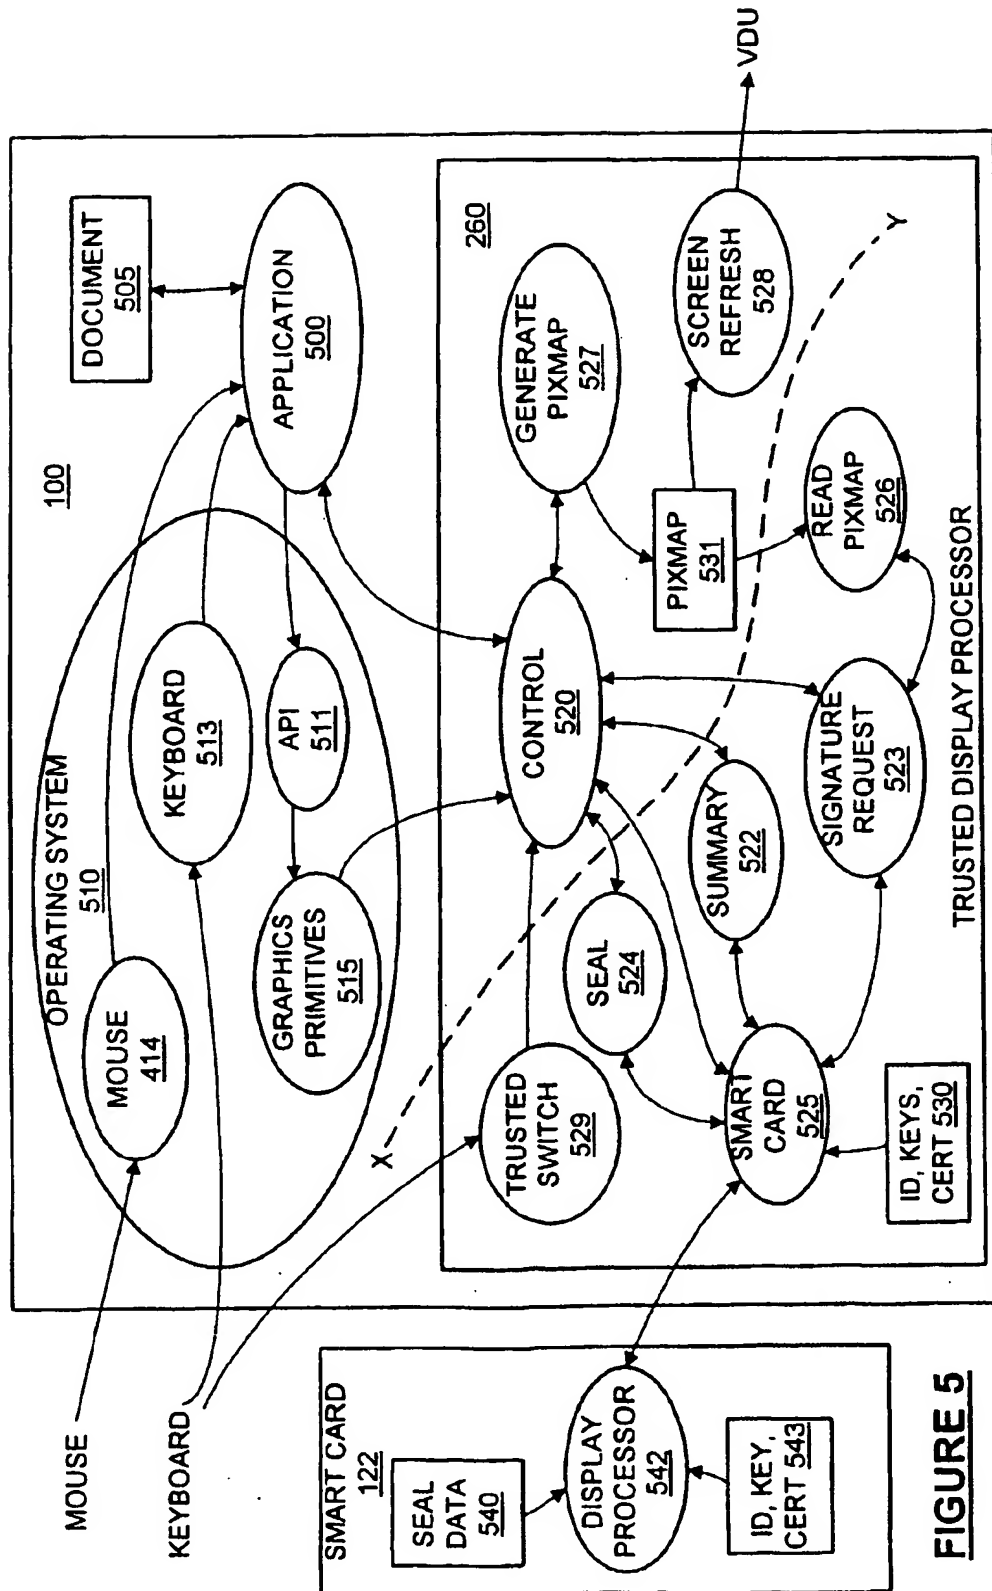 MOUSE
KEYBOARD
SMART CARD
122
SEAL
DATA
540
DISPLAY
PROCESSOR
542
ID, KEY,
CERT 543
OPERATING SYSTEM
510
MOUSE
414
KEYBOARD
513
GRAPHICS
PRIMITIVES
515
API
511
100
DOCUMENT
505
APPLICATION
500
X
260
TRUSTED
SWITCH
529
SEAL
524
CONTROL
520
GENERATE
PIXMAP
527
SMART
CARD
525
SUMMARY
522
PIXMAP
531
SCREEN
REFRESH
528
VDU
ID, KEYS,
CERT 530
SIGNATURE
REQUEST
523
READ
PIXMAP
526
Y
TRUSTED DISPLAY PROCESSOR
FIGURE 5